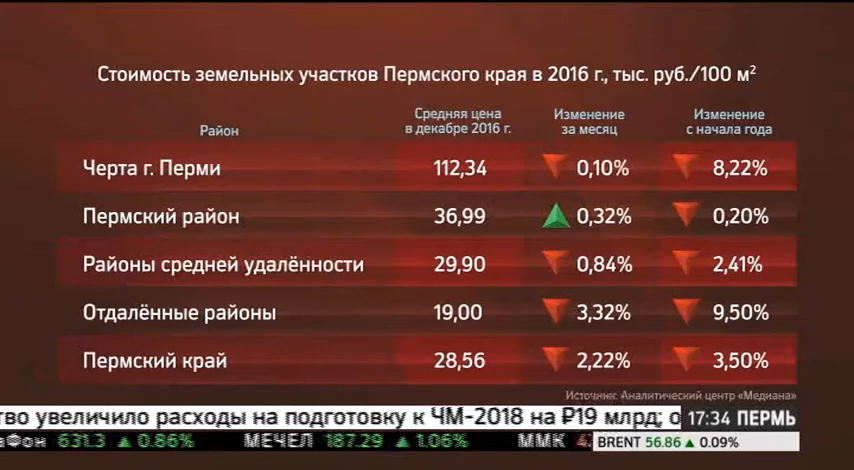 Стоимость земельных участков Пермского края в 2016 г., тыс. руб./100 м²
Район Средняя цена в декабре 2016 г. Изменение за месяц Изменение с начала года
Черта г. Перми 112,34 0,10% 8,22%
Пермский район 36,99 0,32% 0,20%
Районы средней удалённости 29,90 0,84% 2,41%
Отдалённые районы 19,00 3,32% 9,50%
Пермский край 28,56 2,22% 3,50%
Источник: Аналитический центр «Медиана»
тво увеличило расходы на подготовку к ЧМ-2018 на ₽19 млрд; о 17:34 ПЕРМЬ
аФон 631.3 ▲ 0.86% МЕЧЕЛ 187.29 ▲ 1.06% ММК BRENT 56.86 ▲ 0.09%